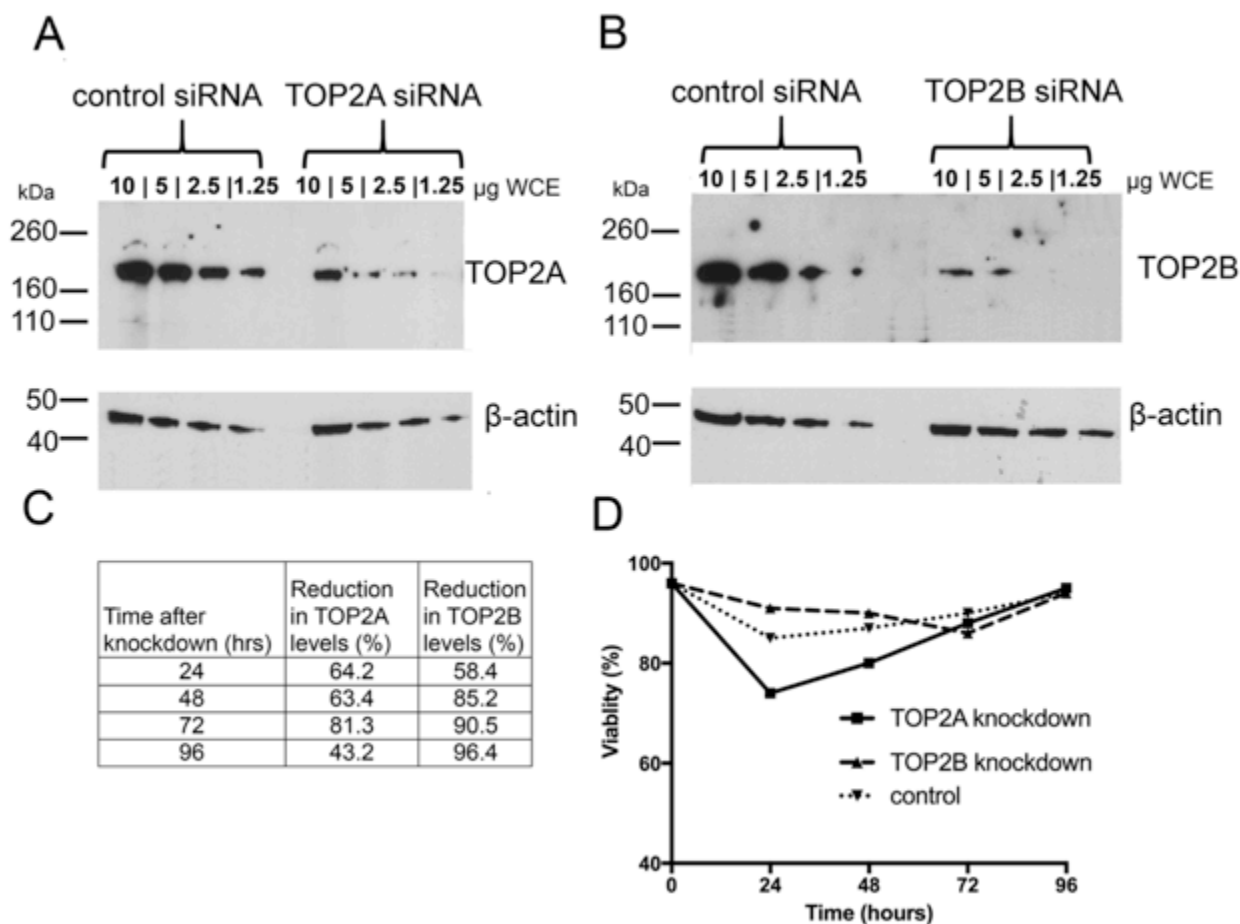 A
control siRNA TOP2A siRNA
kDa 10 | 5 | 2.5 |1.25 10 | 5 | 2.5 |1.25 µg WCE
260
TOP2A
160
110
50
β-actin
40
B
control siRNA TOP2B siRNA
kDa 10 | 5 | 2.5 |1.25 10 | 5 | 2.5 |1.25 µg WCE
260
TOP2B
160
110
50
β-actin
40
C
Time after knockdown (hrs) Reduction in TOP2A levels (%) Reduction in TOP2B levels (%)
24 64.2 58.4
48 63.4 85.2
72 81.3 90.5
96 43.2 96.4
D
100
80
60
40
Viablity (%)
TOP2A knockdown
TOP2B knockdown
control
0 24 48 72 96
Time (hours)